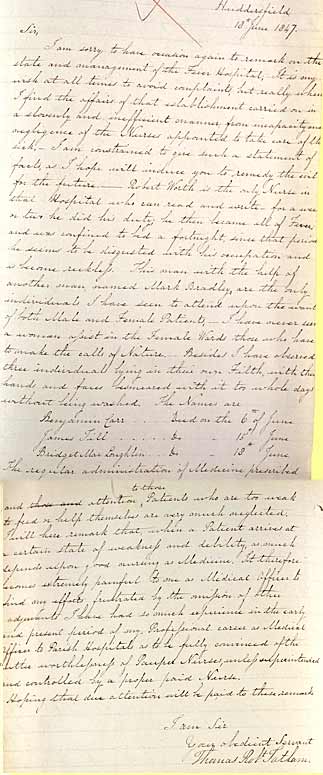 Huddersfield
18th June 1847.
Sir,
I am sorry to have occasion again to remark on the
state and management of the Fever Hospital, It is my
wish at all times to avoid complaints, but really when
I find the affairs of that establishment carried on in
a slovenly and inefficient manner from incapacity and
negligence of the Nurses appointed to take care of the
sick— I am constrained to give such a statement of
facts, as I hope will induce you to remedy the evil
for the future — Robert Worth is the only Nurse in
that Hospital who can read and write — for a week
or two he did his duty, he then became ill of Fever,
and was confined to bed a fortnight, since that period
he seems to be disgusted with his occupation and
is become reckless. This man with the help of
another man, named Mark Bradley, are the only
individuals I have seen to attend upon the wants
of both Male and Female Patients, I have never seen
a woman assist in the Female Wards those who have
to make the call of Nature. Besides I have observed
three individuals lying in their own Filth, with their
hands and faces besmeared with it to whole days
without being washed. The Names are
Benjamin Carr .... Died on the 6th of June
James Fill .... do " 15th June
Bridget Mac Loughlen .. do " 18th June
The regular administration of Medicine prescribed
and attention, to those Patients who are too weak
to feed or help themselves are very much neglected.
I will here remark that, when a Patient arrives at
a certain state of weakness and debility, as much
depends upon good nursing as Medicine. It therefore
becomes extremely painful to me as Medical Officer to
find my efforts frustrated by the omission of other
adjuncts I have had so much experience in the early
and present period of my Professional career as Medical
Officer to Parish Hospitals as to be fully convinced of the
utter worthlessness of Pauper Nurses, unless superintended
and controlled by a proper paid Nurse.
Hoping that due attention will be paid to these remarks
I am Sir
Your obedient Servant
Thomas Robt Tatham.